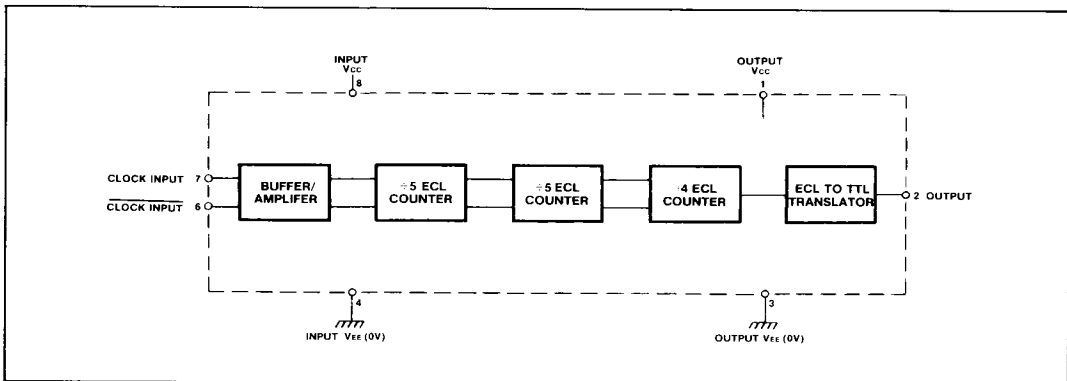 INPUT
Vcc
8
OUTPUT
Vcc
1
CLOCK INPUT 7
CLOCK INPUT 6
BUFFER/
AMPLIFER
÷5 ECL
COUNTER
÷5 ECL
COUNTER
÷4 ECL
COUNTER
ECL TO TTL
TRANSLATOR
2 OUTPUT
4
INPUT VEE (0V)
3
OUTPUT VEE (0V)